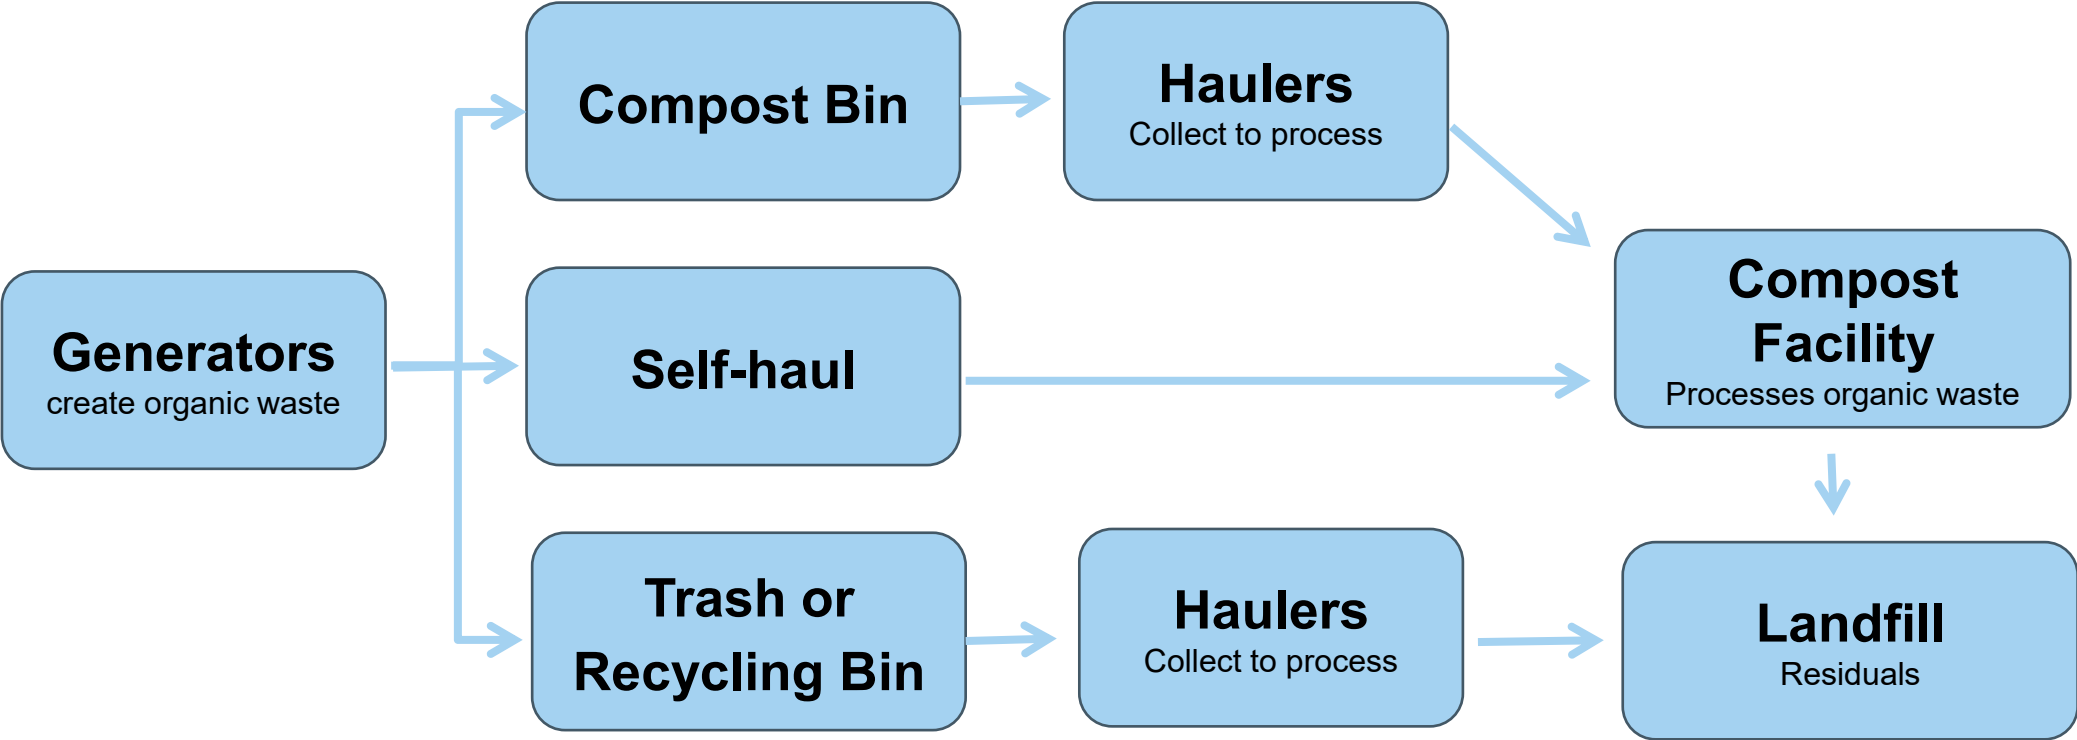 Compost Bin
Haulers
Collect to process
Generators
create organic waste
Self-haul
Compost
Facility
Processes organic waste
Trash or
Recycling Bin
Haulers
Collect to process
Landfill
Residuals